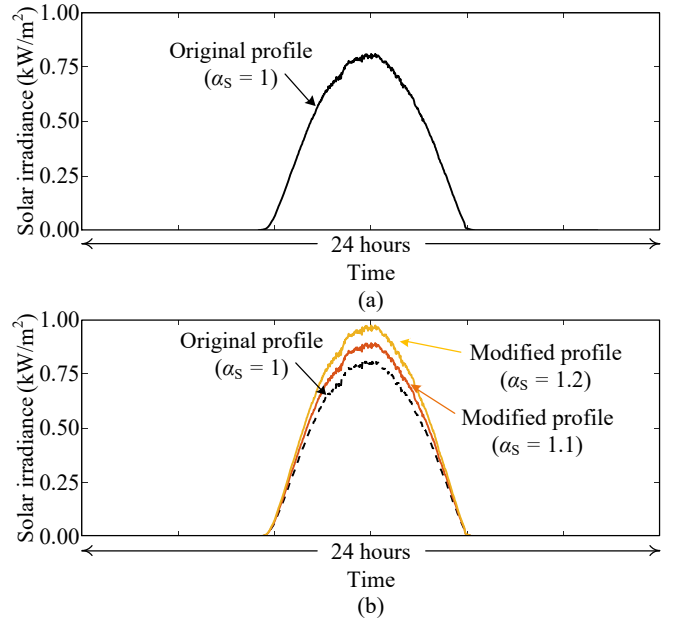 Solar irradiance (kW/m²)
1.00
0.75
0.50
0.25
0.00
Original profile
(αS = 1)
24 hours
Time
(a)
Solar irradiance (kW/m²)
1.00
0.75
0.50
0.25
0.00
Original profile
(αS = 1)
Modified profile
(αS = 1.2)
Modified profile
(αS = 1.1)
24 hours
Time
(b)